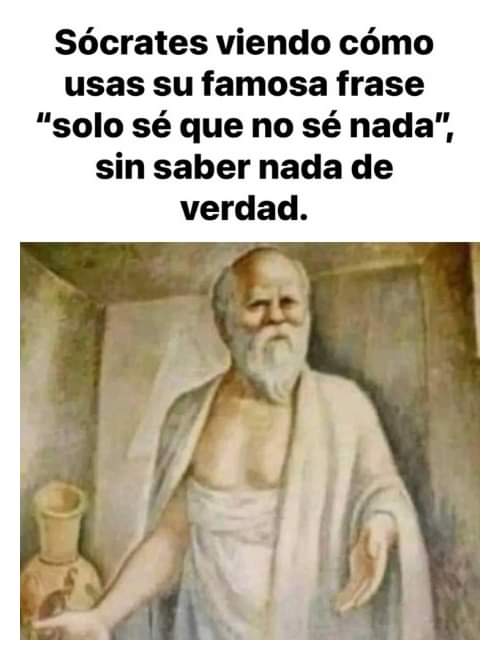 Sócrates viendo cómo
usas su famosa frase
“solo sé que no sé nada”,
sin saber nada de
verdad.